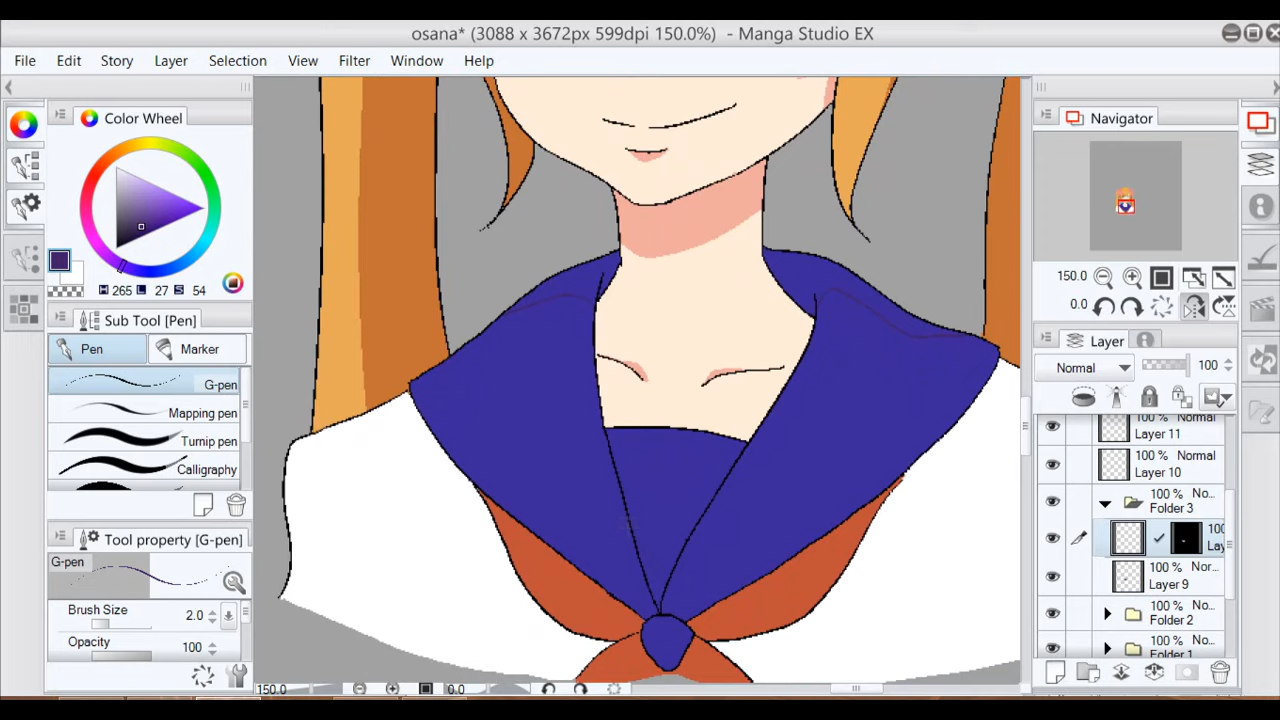 osana* (3088 x 3672px 599dpi 150.0%) - Manga Studio EX
File Edit Story Layer Selection View Filter Window Help
Color Wheel
H 265 L 27 S 54
Sub Tool [Pen]
Pen Marker
G-pen
Mapping pen
Turnip pen
Calligraphy
Tool property [G-pen]
G-pen
Brush Size 2.0
Opacity 100
150.0 0.0
Navigator
150.0
0.0
Layer
Normal 100
100 % Normal
Layer 11
100 % Normal
Layer 10
100 % No...
Folder 3
100
Lay
100 % Nor...
Layer 9
100 % No...
Folder 2
100 % No...
Folder 1